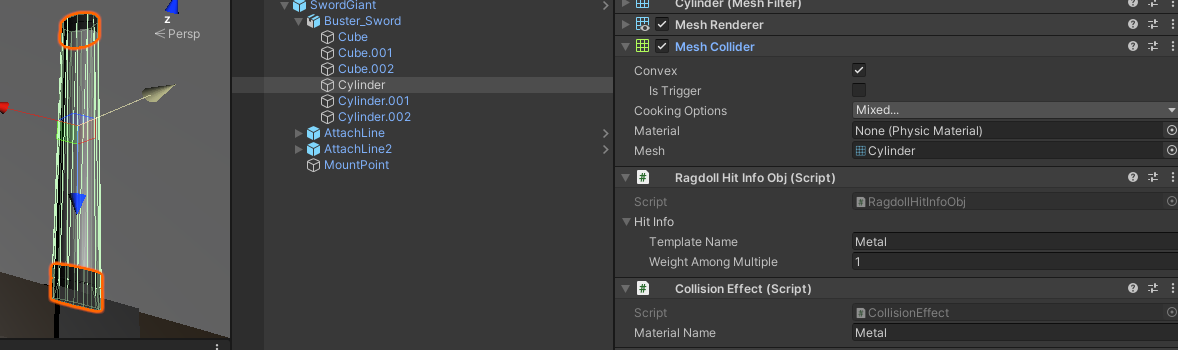 z
Persp
SwordGiant
Buster_Sword
Cube
Cube.001
Cube.002
Cylinder
Cylinder.001
Cylinder.002
AttachLine
AttachLine2
MountPoint
Cylinder (Mesh Filter)
Mesh Renderer
Mesh Collider
Convex
Is Trigger
Cooking Options Mixed...
Material None (Physic Material)
Mesh Cylinder
# Ragdoll Hit Info Obj (Script)
Script RagdollHitInfoObj
Hit Info
Template Name Metal
Weight Among Multiple 1
# Collision Effect (Script)
Script CollisionEffect
Material Name Metal